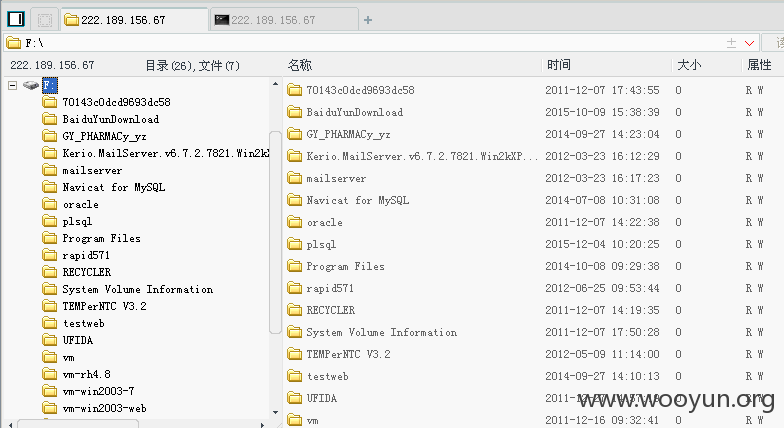 222.189.156.67
222.189.156.67
F:\
222.189.156.67 目录(26),文件(7)
名称 时间 大小 属性
F:
70143c0dcd9693dc58
BaiduYunDownload
GY_PHARMACy_yz
Kerio.MailServer.v6.7.2.7821.Win2kX
mailserver
Navicat for MySQL
oracle
plsql
Program Files
rapid571
RECYCLER
System Volume Information
TEMPerNTC V3.2
testweb
UFIDA
vm
vm-rh4.8
vm-win2003-7
vm-win2003-web
70143c0dcd9693dc58 2011-12-07 17:43:55 0 R W
BaiduYunDownload 2015-10-09 15:38:39 0 R W
GY_PHARMACy_yz 2014-09-27 14:23:04 0 R W
Kerio.MailServer.v6.7.2.7821.Win2kXP... 2012-03-23 16:12:29 0 R W
mailserver 2012-03-23 16:17:23 0 R W
Navicat for MySQL 2014-07-08 10:31:08 0 R W
oracle 2011-12-07 14:22:38 0 R W
plsql 2015-12-04 10:20:25 0 R W
Program Files 2014-10-08 09:29:38 0 R W
rapid571 2012-06-25 09:53:44 0 R W
RECYCLER 2011-12-07 14:19:35 0 R W
System Volume Information 2011-12-07 17:50:28 0 R W
TEMPerNTC V3.2 2012-05-09 11:14:00 0 R W
testweb 2014-09-27 14:10:13 0 R W
UFIDA R W
vm 2011-12-16 09:32:41 0 R W
www.wooyun.org